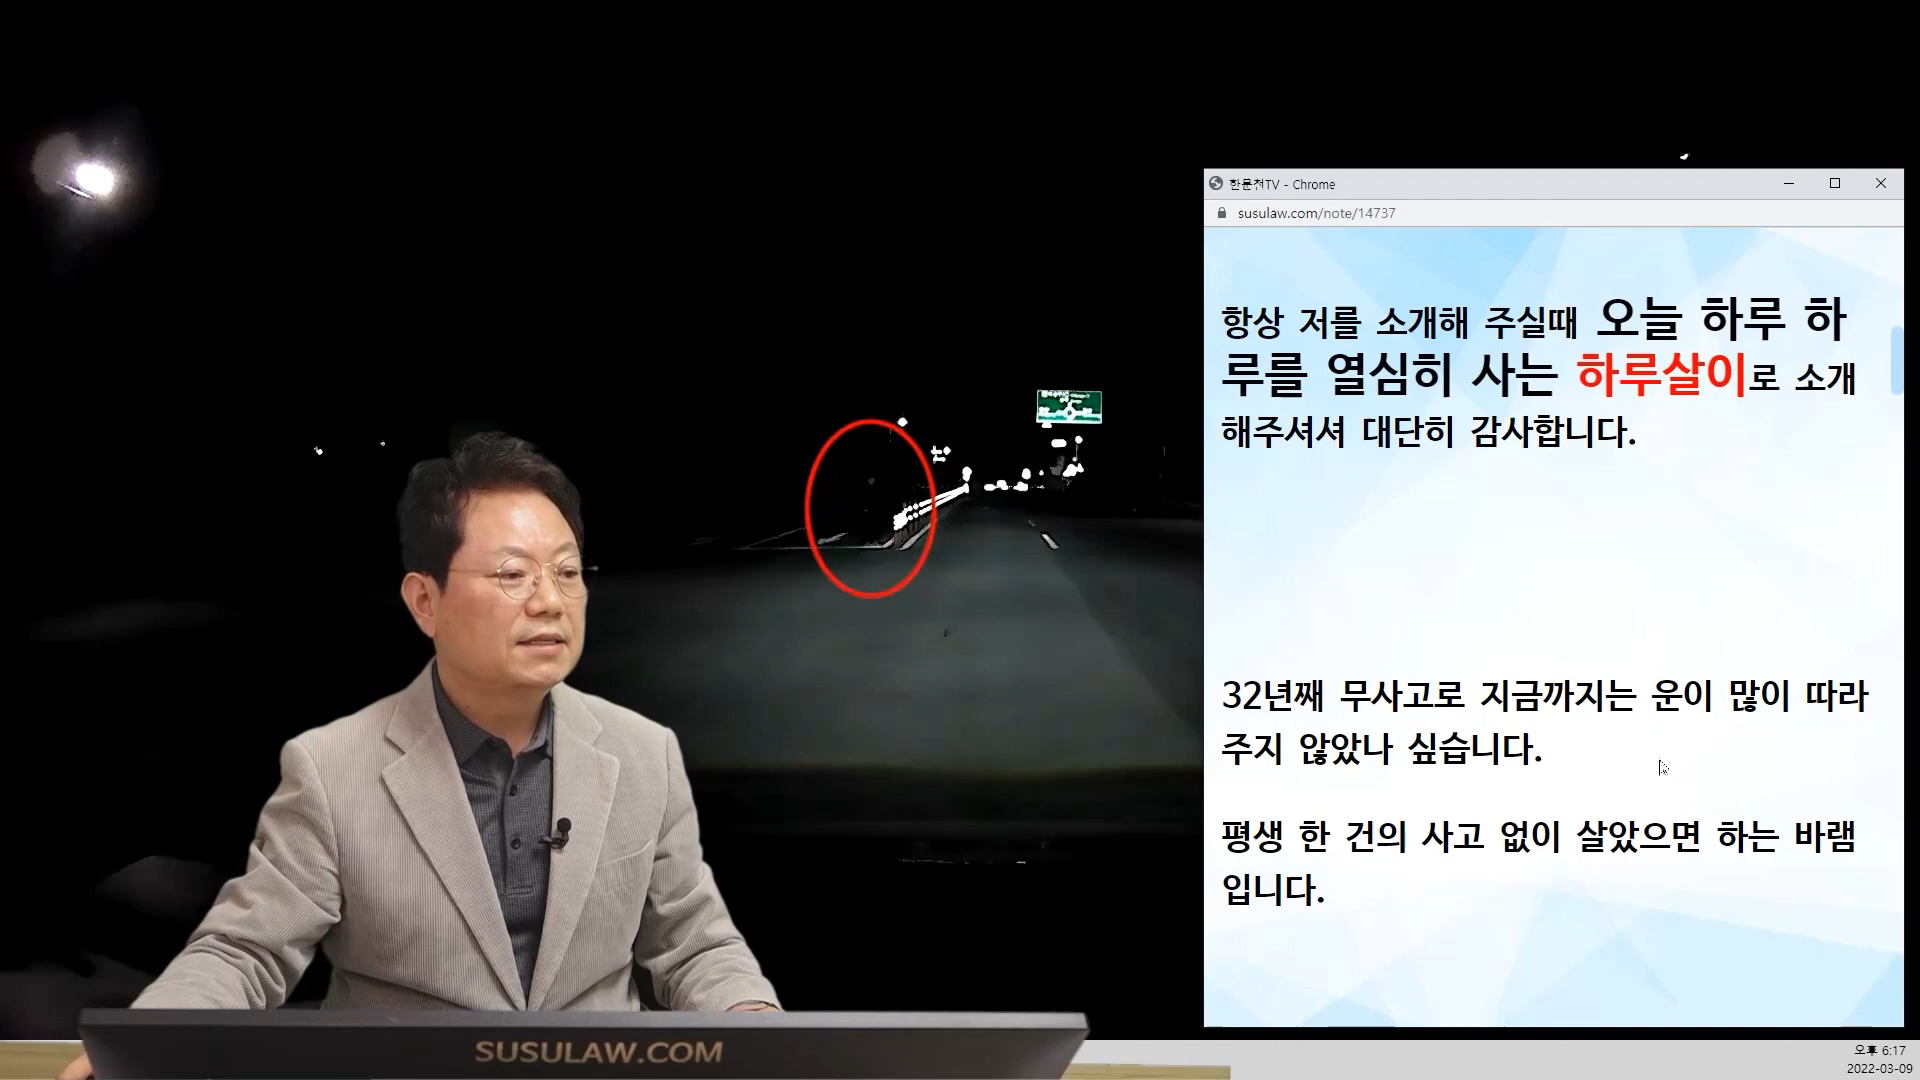 한문철TV - Chrome
susulaw.com/note/14737
항상 저를 소개해 주실때 오늘 하루 하
루를 열심히 사는 하루살이로 소개
해주셔셔 대단히 감사합니다.
32년째 무사고로 지금까지는 운이 많이 따라
주지 않았나 싶습니다.
평생 한 건의 사고 없이 살았으면 하는 바램
입니다.
SUSULAW.COM
오후 6:17
2022-03-09